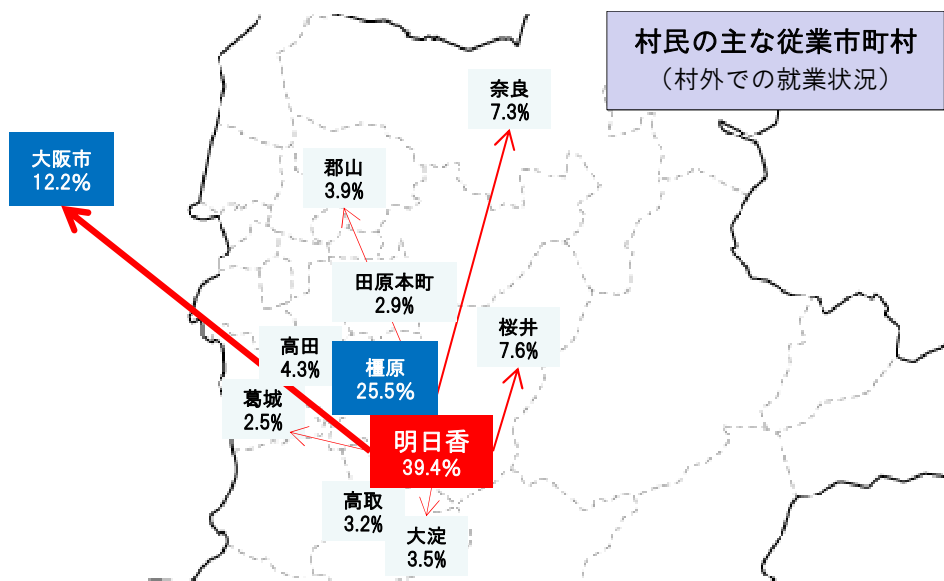 村民の主な従業市町村
（村外での就業状況）
奈良
7.3%
大阪市
12.2%
郡山
3.9%
田原本町
2.9%
桜井
7.6%
高田
4.3%
橿原
25.5%
葛城
2.5%
明日香
39.4%
高取
3.2%
大淀
3.5%